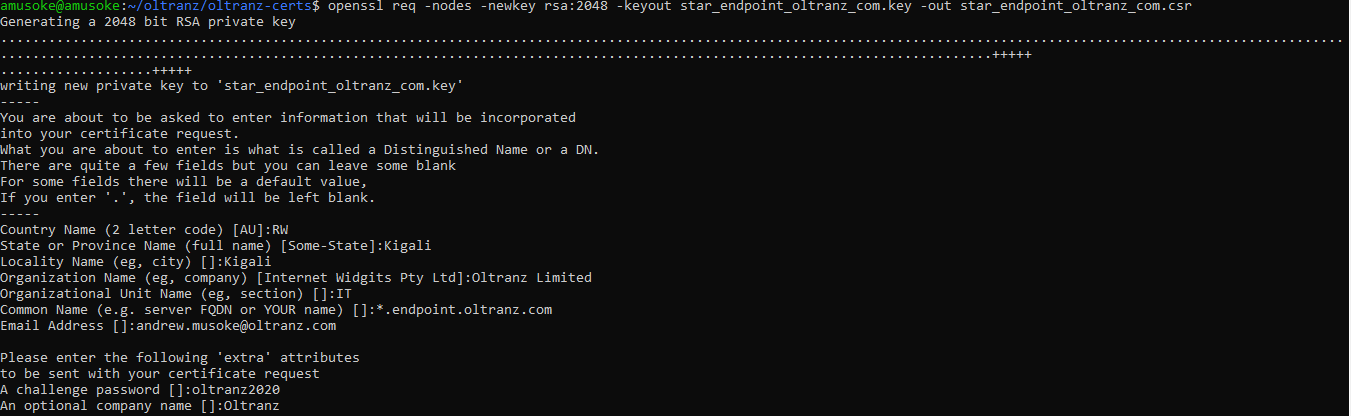 amusoke@amusoke:~/oltranz/oltranz-certs$ openssl req -nodes -newkey rsa:2048 -keyout star_endpoint_oltranz_com.key -out star_endpoint_oltranz_com.csr
Generating a 2048 bit RSA private key
.......................................................................................................................................................................
...........................................................................................................................+++++
...................+++++
writing new private key to 'star_endpoint_oltranz_com.key'
-----
You are about to be asked to enter information that will be incorporated
into your certificate request.
What you are about to enter is what is called a Distinguished Name or a DN.
There are quite a few fields but you can leave some blank
For some fields there will be a default value,
If you enter '.', the field will be left blank.
-----
Country Name (2 letter code) [AU]:RW
State or Province Name (full name) [Some-State]:Kigali
Locality Name (eg, city) []:Kigali
Organization Name (eg, company) [Internet Widgits Pty Ltd]:Oltranz Limited
Organizational Unit Name (eg, section) []:IT
Common Name (e.g. server FQDN or YOUR name) []:*.endpoint.oltranz.com
Email Address []:andrew.musoke@oltranz.com

Please enter the following 'extra' attributes
to be sent with your certificate request
A challenge password []:oltranz2020
An optional company name []:Oltranz